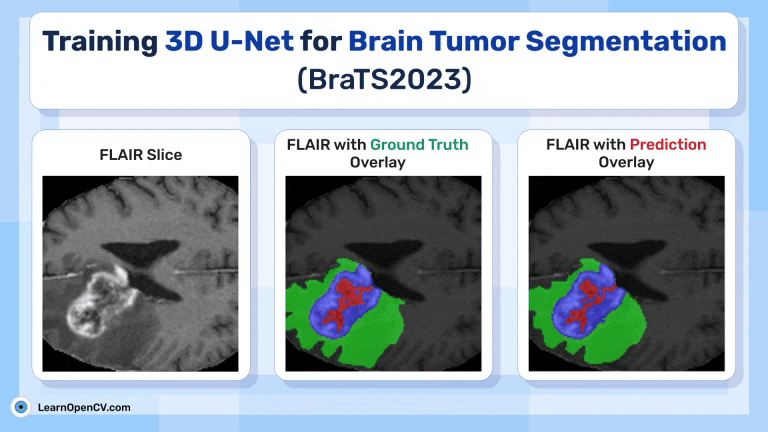 Training 3D U-Net for Brain Tumor Segmentation
(BraTS2023)
FLAIR Slice
FLAIR with Ground Truth
Overlay
FLAIR with Prediction
Overlay
LearnOpenCV.com